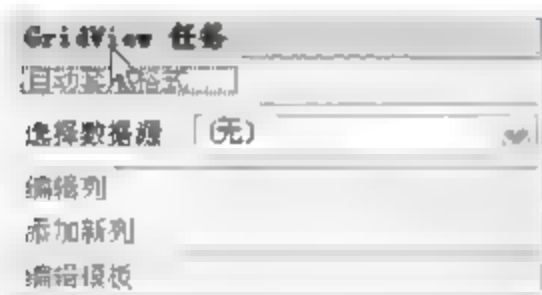 GridView 任务
自动套用格式...
选择数据源 (无)
编辑列
添加新列
编辑模板